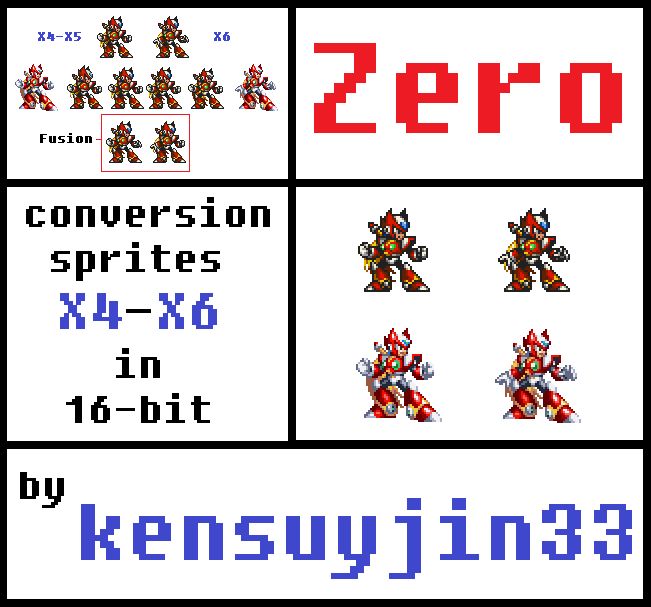 X4-X5
X6
Fusion-
Zero
conversion
sprites
X4-X6
in
16-bit
by
kensuyjin33